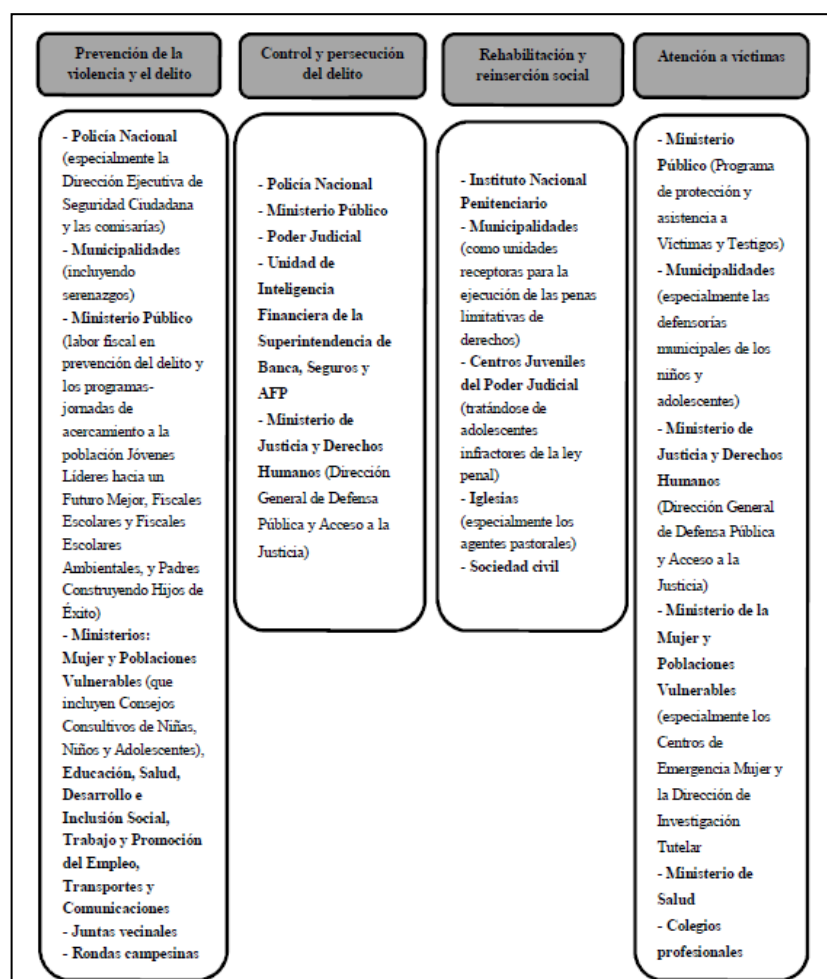 Prevención de la
violencia y el delito
- Policía Nacional
(especialmente la
Dirección Ejecutiva de
Seguridad Ciudadana
y las comisarías)
- Municipalidades
(incluyendo
serenazgos)
- Ministerio Público
(labor fiscal en
prevención del delito y
los programas-
jornadas de
acercamiento a la
población Jóvenes
Líderes hacia un
Futuro Mejor, Fiscales
Escolares y Fiscales
Escolares
Ambientales, y Padres
Construyendo Hijos de
Éxito)
- Ministerios:
Mujer y Poblaciones
Vulnerables (que
incluyen Consejos
Consultivos de Niñas,
Niños y Adolescentes),
Educación, Salud,
Desarrollo e
Inclusión Social,
Trabajo y Promoción
del Empleo,
Transportes y
Comunicaciones
- Juntas vecinales
- Rondas campesinas
Control y persecución
del delito
- Policía Nacional
- Ministerio Público
- Poder Judicial
- Unidad de
Inteligencia
Financiera de la
Superintendencia de
Banca, Seguros y
AFP
- Ministerio de
Justicia y Derechos
Humanos (Dirección
General de Defensa
Pública y Acceso a la
Justicia)
Rehabilitación y
reinserción social
- Instituto Nacional
Penitenciario
- Municipalidades
(como unidades
receptoras para la
ejecución de las penas
limitativas de
derechos)
- Centros Juveniles
del Poder Judicial
(tratándose de
adolescentes
infractores de la ley
penal)
- Iglesias
(especialmente los
agentes pastorales)
- Sociedad civil
Atención a víctimas
- Ministerio
Público (Programa
de protección y
asistencia a
Víctimas y Testigos)
- Municipalidades
(especialmente las
defensorías
municipales de los
niños y
adolescentes)
- Ministerio de
Justicia y Derechos
Humanos
(Dirección General
de Defensa Pública
y Acceso a la
Justicia)
- Ministerio de la
Mujer y
Poblaciones
Vulnerables
(especialmente los
Centros de
Emergencia Mujer y
la Dirección de
Investigación
Tutelar
- Ministerio de
Salud
- Colegios
profesionales